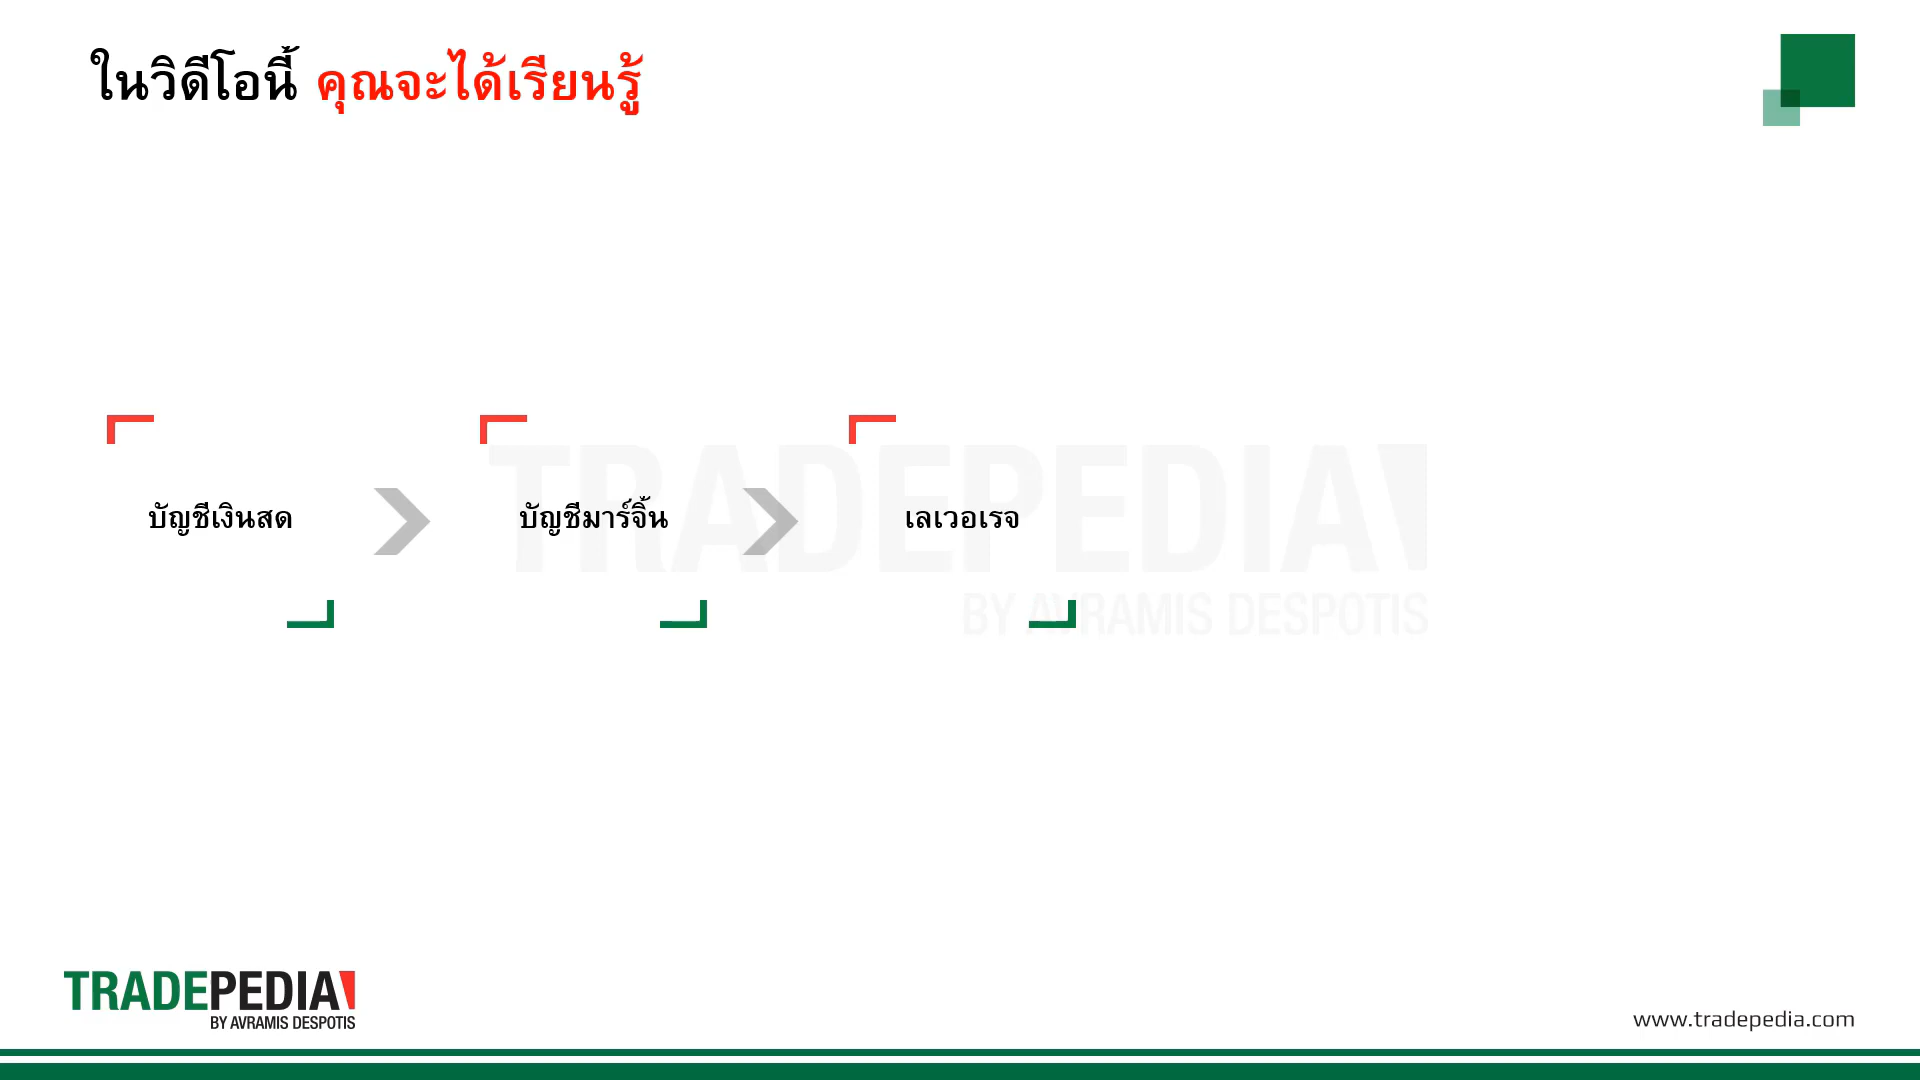 ในวิดีโอนี้ คุณจะได้เรียนรู้
บัญชีเงินสด
บัญชีมาร์จิ้น
เลเวอเรจ
TRADEPEDIA
BY AVRAMIS DESPOTIS
TRADEPEDIA
BY AVRAMIS DESPOTIS
www.tradepedia.com